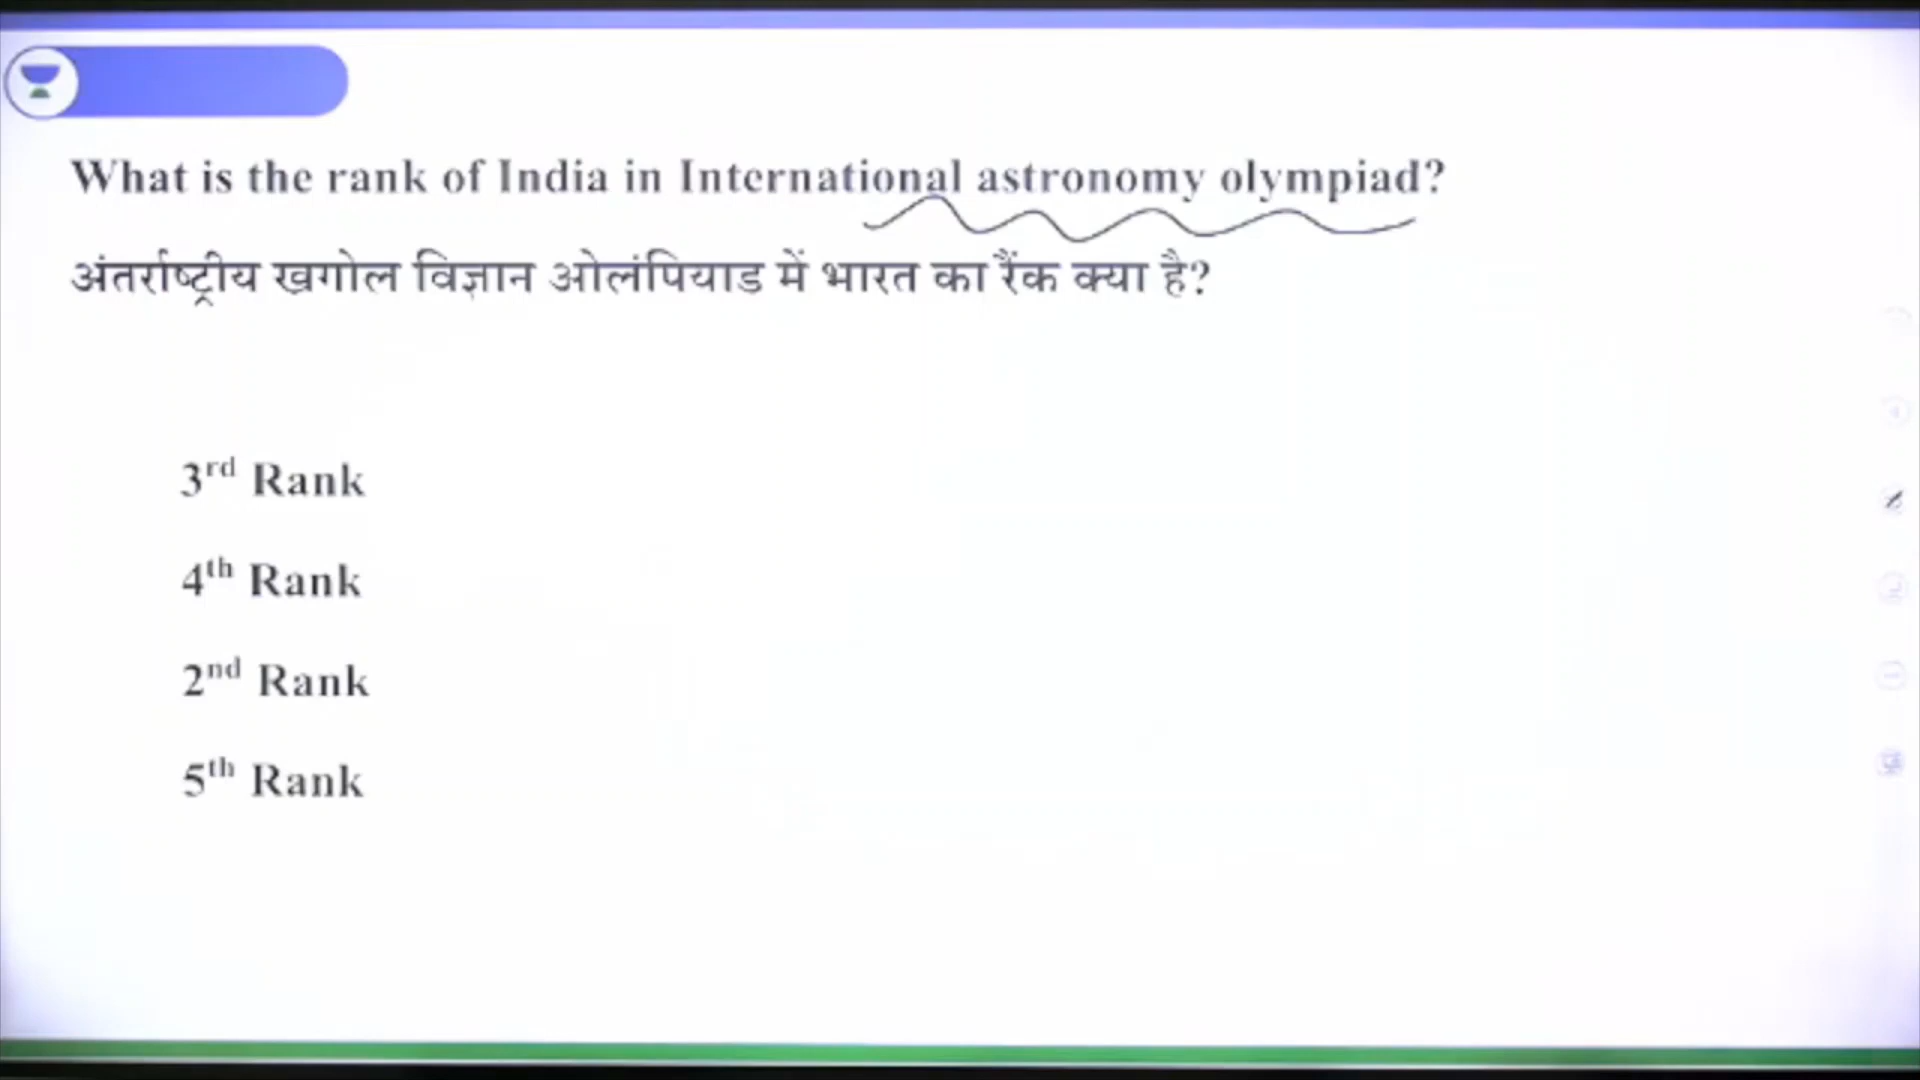 What is the rank of India in International astronomy olympiad?
अंतर्राष्ट्रीय खगोल विज्ञान ओलंपियाड में भारत का रैंक क्या है?
3rd Rank
4th Rank
2nd Rank
5th Rank